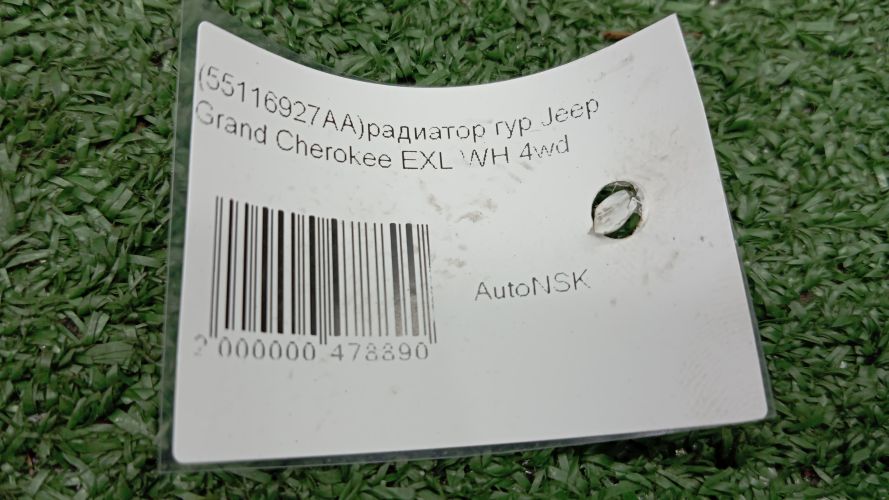 (55116927AA)радиатор гур Jeep
Grand Cherokee EXL WH 4wd
AutoNSK
2 000000 478890